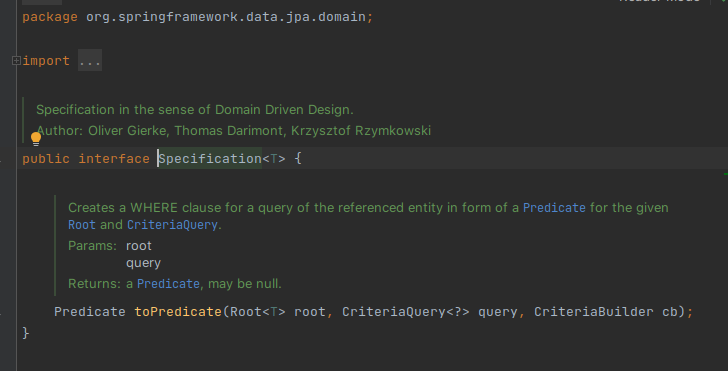 package org.springframework.data.jpa.domain;
import ...
Specification in the sense of Domain Driven Design.
Author: Oliver Gierke, Thomas Darimont, Krzysztof Rzymkowski
public interface Specification<T> {
Creates a WHERE clause for a query of the referenced entity in form of a Predicate for the given
Root and CriteriaQuery.
Params: root
query
Returns: a Predicate, may be null.
Predicate toPredicate(Root<T> root, CriteriaQuery<?> query, CriteriaBuilder cb);
}